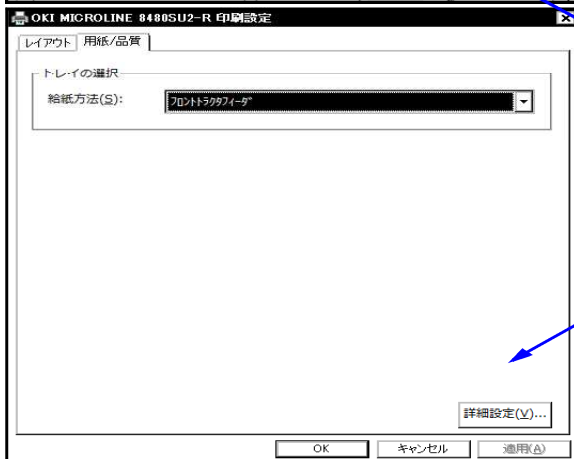 OKI MICROLINE 8480SU2-R 印刷設定
レイアウト 用紙/品質
トレイの選択
給紙方法(S): フロントトラクタフィーダ
詳細設定(V)...
OK キャンセル 適用(A)